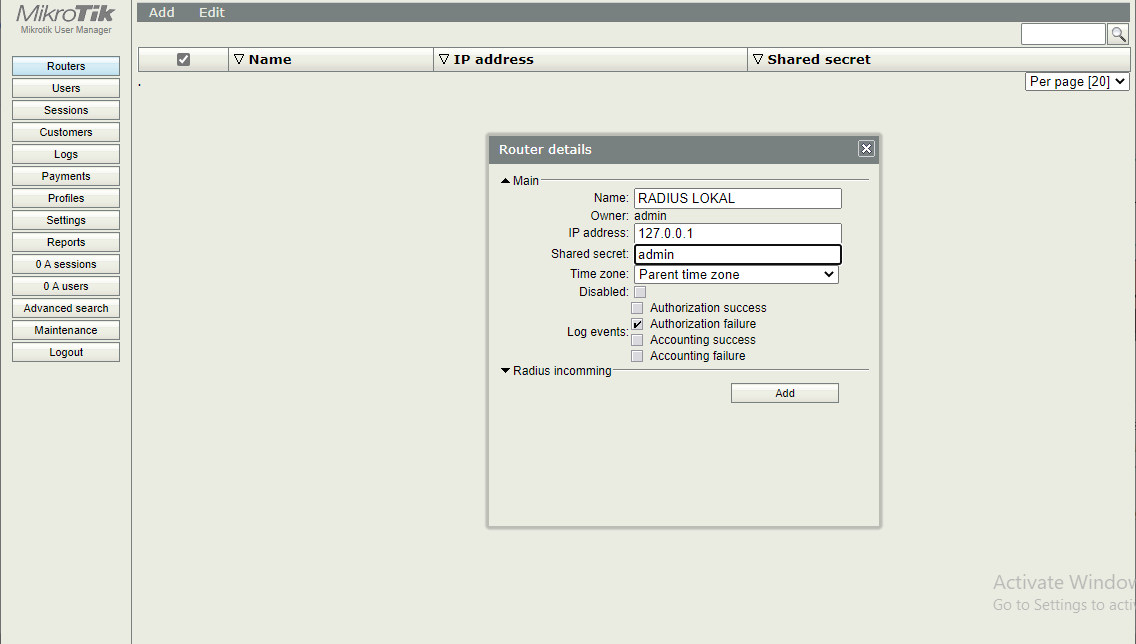 MikroTik
Mikrotik User Manager
Routers
Users
Sessions
Customers
Logs
Payments
Profiles
Settings
Reports
0 A sessions
0 A users
Advanced search
Maintenance
Logout
Add Edit
Name IP address Shared secret
.
Per page [20]
Router details
Main
Name: RADIUS LOKAL
Owner: admin
IP address: 127.0.0.1
Shared secret: admin
Time zone: Parent time zone
Disabled:
Log events:
Authorization success
Authorization failure
Accounting success
Accounting failure
Radius incomming
Add
Activate Window
Go to Settings to acti